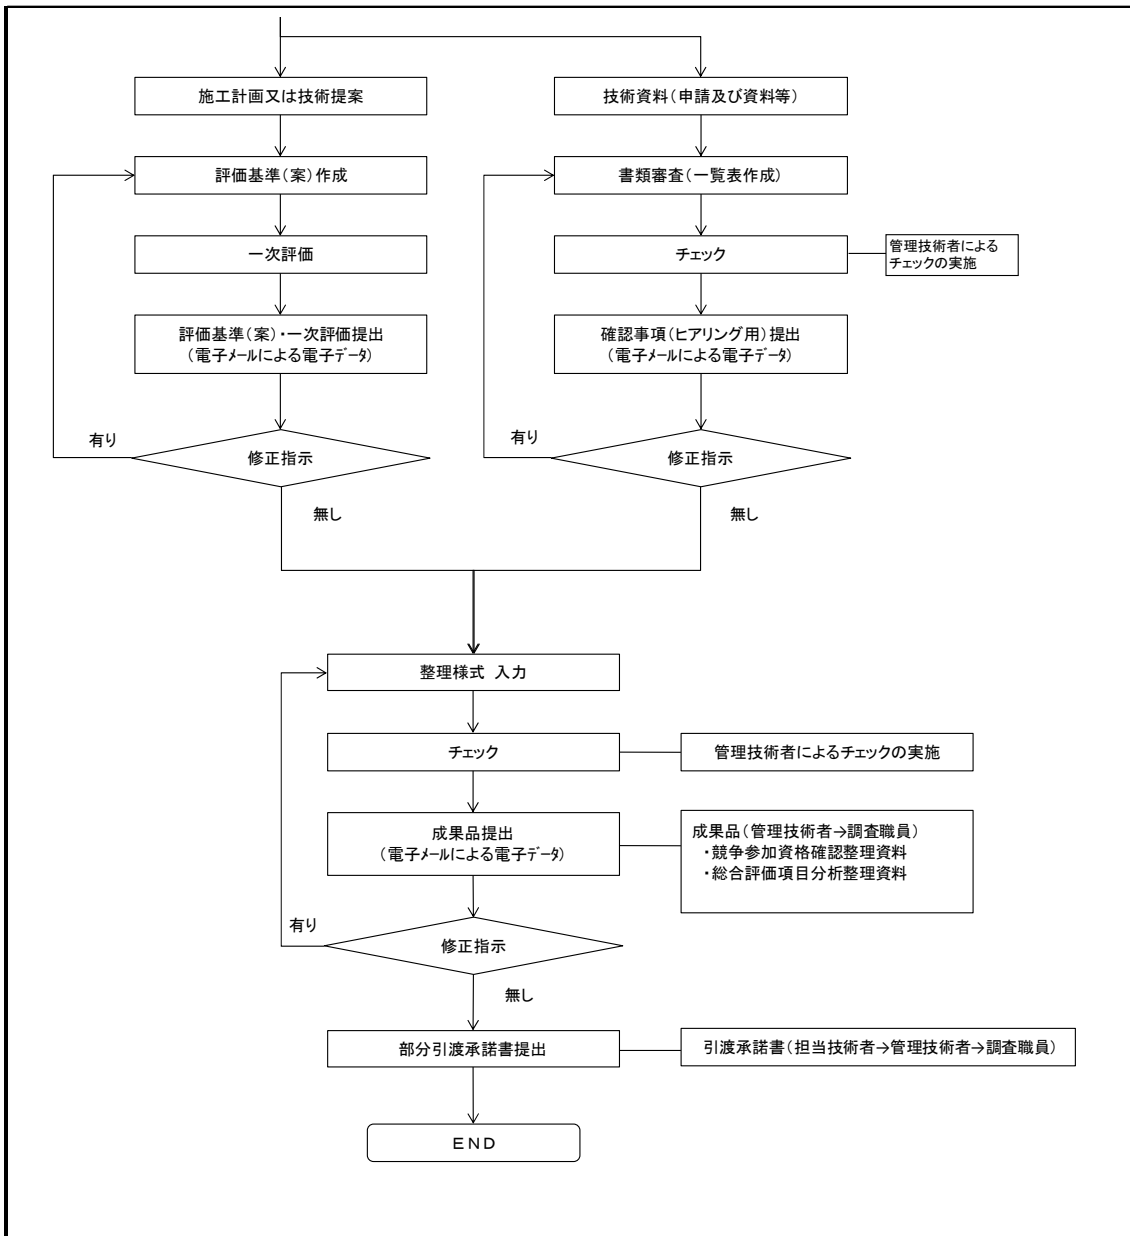 施工計画又は技術提案
技術資料（申請及び資料等）
評価基準（案）作成
書類審査（一覧表作成）
一次評価
チェック
管理技術者による
チェックの実施
評価基準（案）・一次評価提出
（電子ﾒｰﾙによる電子ﾃﾞｰﾀ）
確認事項（ヒアリング用）提出
（電子ﾒｰﾙによる電子ﾃﾞｰﾀ）
有り
修正指示
有り
修正指示
無し
無し
整理様式 入力
チェック
管理技術者によるチェックの実施
成果品提出
（電子ﾒｰﾙによる電子ﾃﾞｰﾀ）
成果品（管理技術者→調査職員）
・競争参加資格確認整理資料
・総合評価項目分析整理資料
有り
修正指示
無し
部分引渡承諾書提出
引渡承諾書（担当技術者→管理技術者→調査職員）
ＥＮＤ